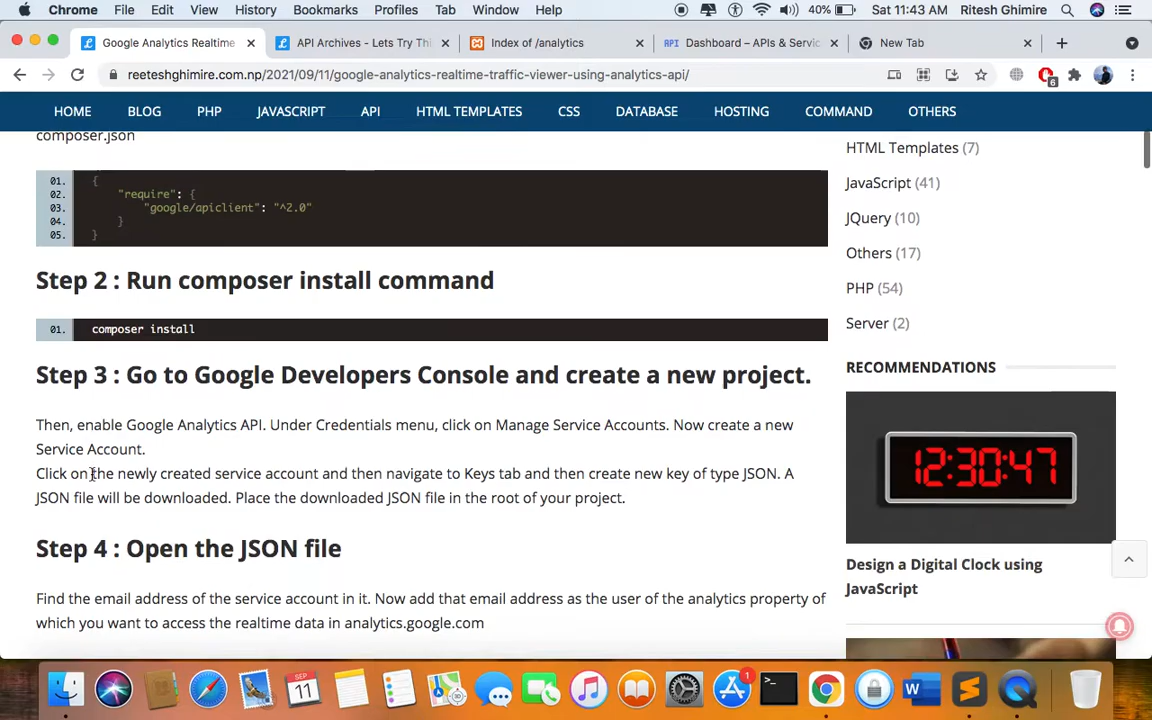 Chrome File Edit View History Bookmarks Profiles Tab Window Help 40% Sat 11:43 AM Ritesh Ghimire
Google Analytics Realtime API Archives - Lets Try Thi Index of /analytics API Dashboard – APIs & Servic New Tab
reeteshghimire.com.np/2021/09/11/google-analytics-realtime-traffic-viewer-using-analytics-api/ 6
HOME BLOG PHP JAVASCRIPT API HTML TEMPLATES CSS DATABASE HOSTING COMMAND OTHERS
composer.json
01. {
02. "require": {
03. "google/apiclient": "^2.0"
04. }
05. }
Step 2 : Run composer install command
01. composer install
Step 3 : Go to Google Developers Console and create a new project.
Then, enable Google Analytics API. Under Credentials menu, click on Manage Service Accounts. Now create a new
Service Account.
Click on the newly created service account and then navigate to Keys tab and then create new key of type JSON. A
JSON file will be downloaded. Place the downloaded JSON file in the root of your project.
Step 4 : Open the JSON file
Find the email address of the service account in it. Now add that email address as the user of the analytics property of
which you want to access the realtime data in analytics.google.com
HTML Templates (7)
JavaScript (41)
JQuery (10)
Others (17)
PHP (54)
Server (2)
RECOMMENDATIONS
12:30:47
Design a Digital Clock using
JavaScript
SEP
11
1
W